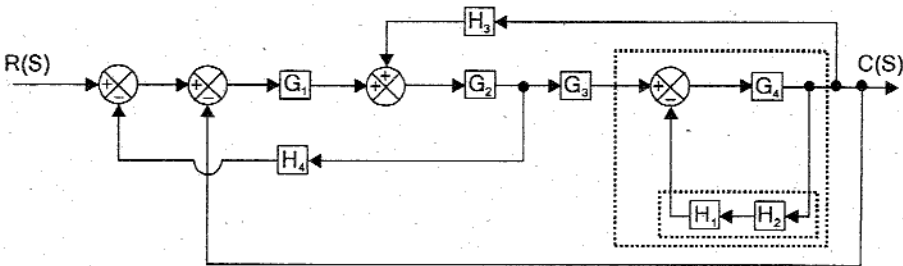 H3
R(S)
C(S)
+
−
+
−
G1
+
+
G2
G3
+
−
G4
H4
H1
H2